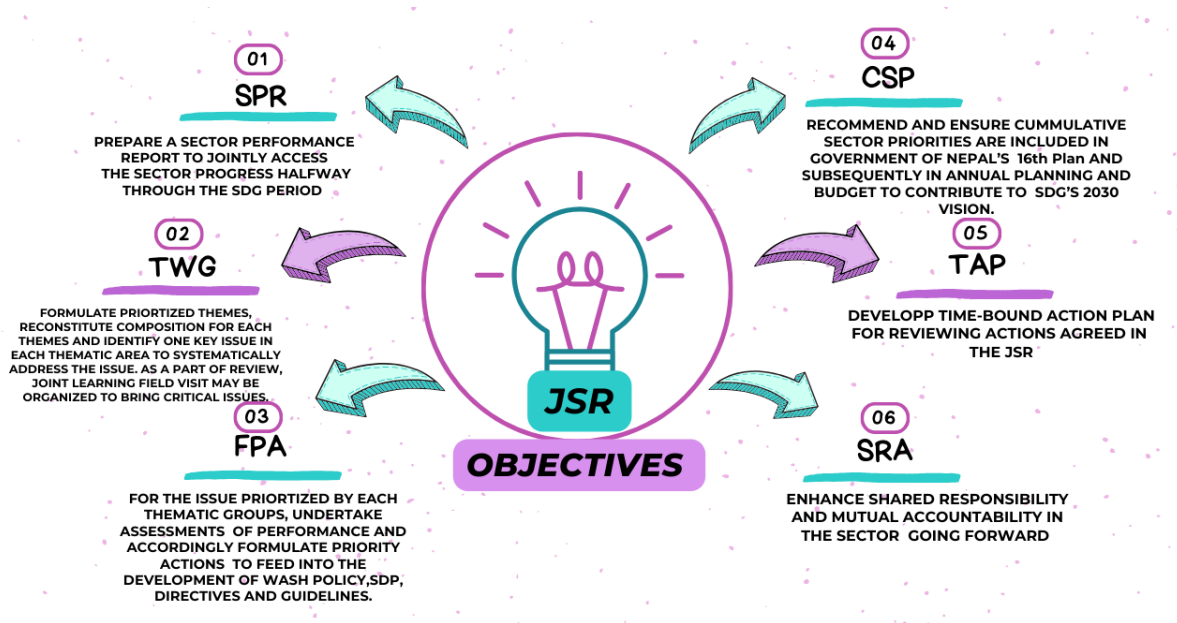 01
SPR
PREPARE A SECTOR PERFORMANCE
REPORT TO JOINTLY ACCESS
THE SECTOR PROGRESS HALFWAY
THROUGH THE SDG PERIOD
02
TWG
FORMULATE PRIORTIZED THEMES,
RECONSTITUTE COMPOSITION FOR EACH
THEMES AND IDENTIFY ONE KEY ISSUE IN
EACH THEMATIC AREA TO SYSTEMATICALLY
ADDRESS THE ISSUE. AS A PART OF REVIEW,
JOINT LEARNING FIELD VISIT MAY BE
ORGANIZED TO BRING CRITICAL ISSUES.
03
FPA
FOR THE ISSUE PRIORTIZED BY EACH
THEMATIC GROUPS, UNDERTAKE
ASSESSMENTS OF PERFORMANCE AND
ACCORDINGLY FORMULATE PRIORITY
ACTIONS TO FEED INTO THE
DEVELOPMENT OF WASH POLICY,SDP,
DIRECTIVES AND GUIDELINES.
JSR
OBJECTIVES
04
CSP
RECOMMEND AND ENSURE CUMMULATIVE
SECTOR PRIORITIES ARE INCLUDED IN
GOVERNMENT OF NEPAL'S 16th Plan AND
SUBSEQUENTLY IN ANNUAL PLANNING AND
BUDGET TO CONTRIBUTE TO SDG'S 2030
VISION.
05
TAP
DEVELOPP TIME-BOUND ACTION PLAN
FOR REVIEWING ACTIONS AGREED IN
THE JSR
06
SRA
ENHANCE SHARED RESPONSIBILITY
AND MUTUAL ACCOUNTABILITY IN
THE SECTOR GOING FORWARD